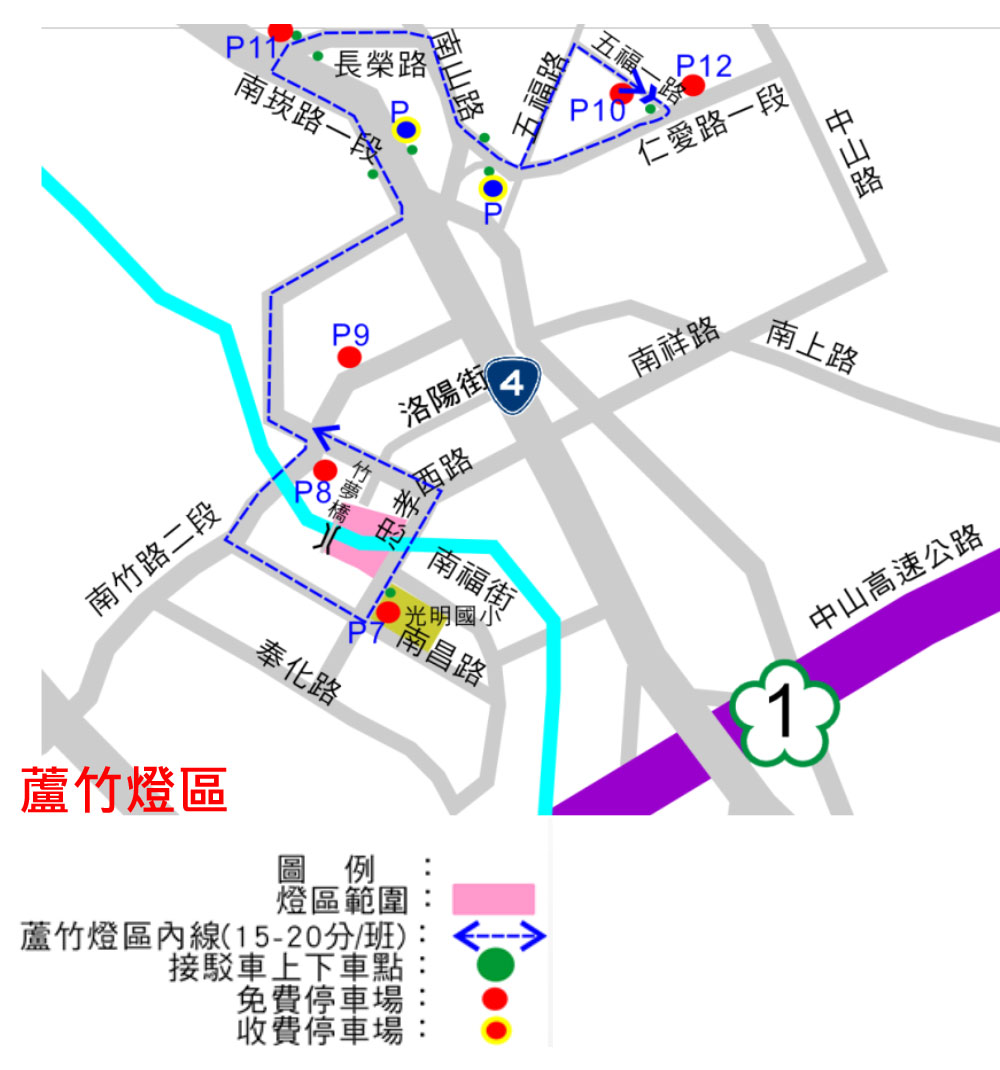 P11
長榮路
南山路
五福路
五福一路
P12
P10
南崁路一段
P
仁愛路一段
中山路
P
P9
南祥路
南上路
4
洛陽街
忠孝西路
竹夢橋
P8
南竹路二段
南福街
中山高速公路
光明國小
P7
南昌路
奉化路
1
蘆竹燈區
圖 例 :
燈區範圍:
蘆竹燈區內線(15-20分/班):
接駁車上下車點:
免費停車場:
收費停車場: